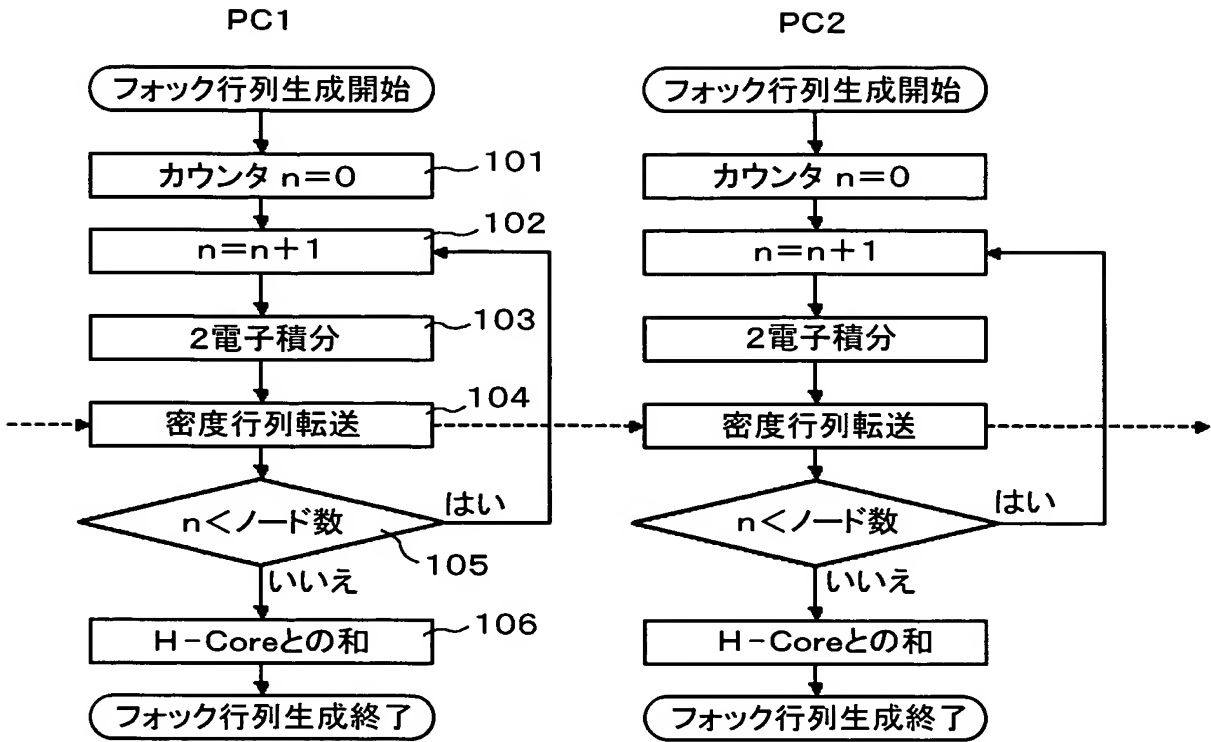 PC1
フォック行列生成開始
カウンタ n=0
101
n=n+1
102
2電子積分
103
密度行列転送
104
n<ノード数
はい
105
いいえ
H-Coreとの和
106
フォック行列生成終了
PC2
フォック行列生成開始
カウンタ n=0
n=n+1
2電子積分
密度行列転送
n<ノード数
はい
いいえ
H-Coreとの和
フォック行列生成終了